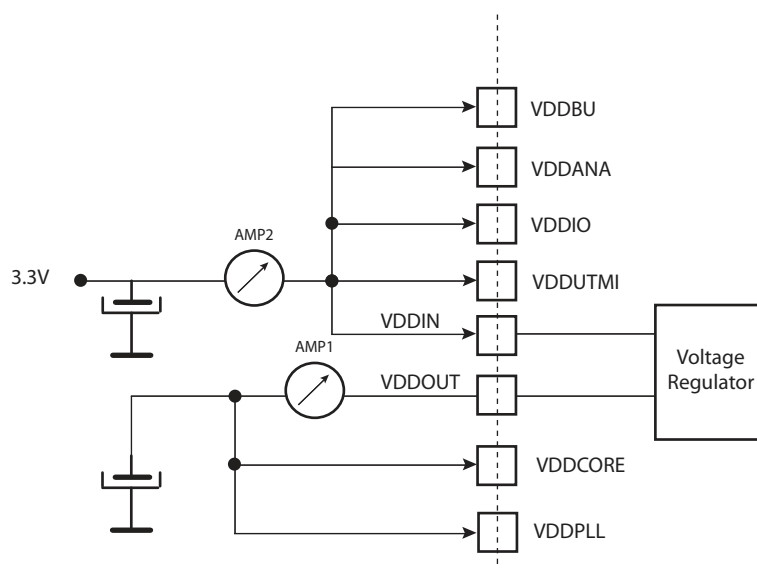 VDDBU
VDDANA
VDDIO
AMP2
3.3V
VDDUTMI
VDDIN
AMP1
VDDOUT
Voltage
Regulator
VDDCORE
VDDPLL